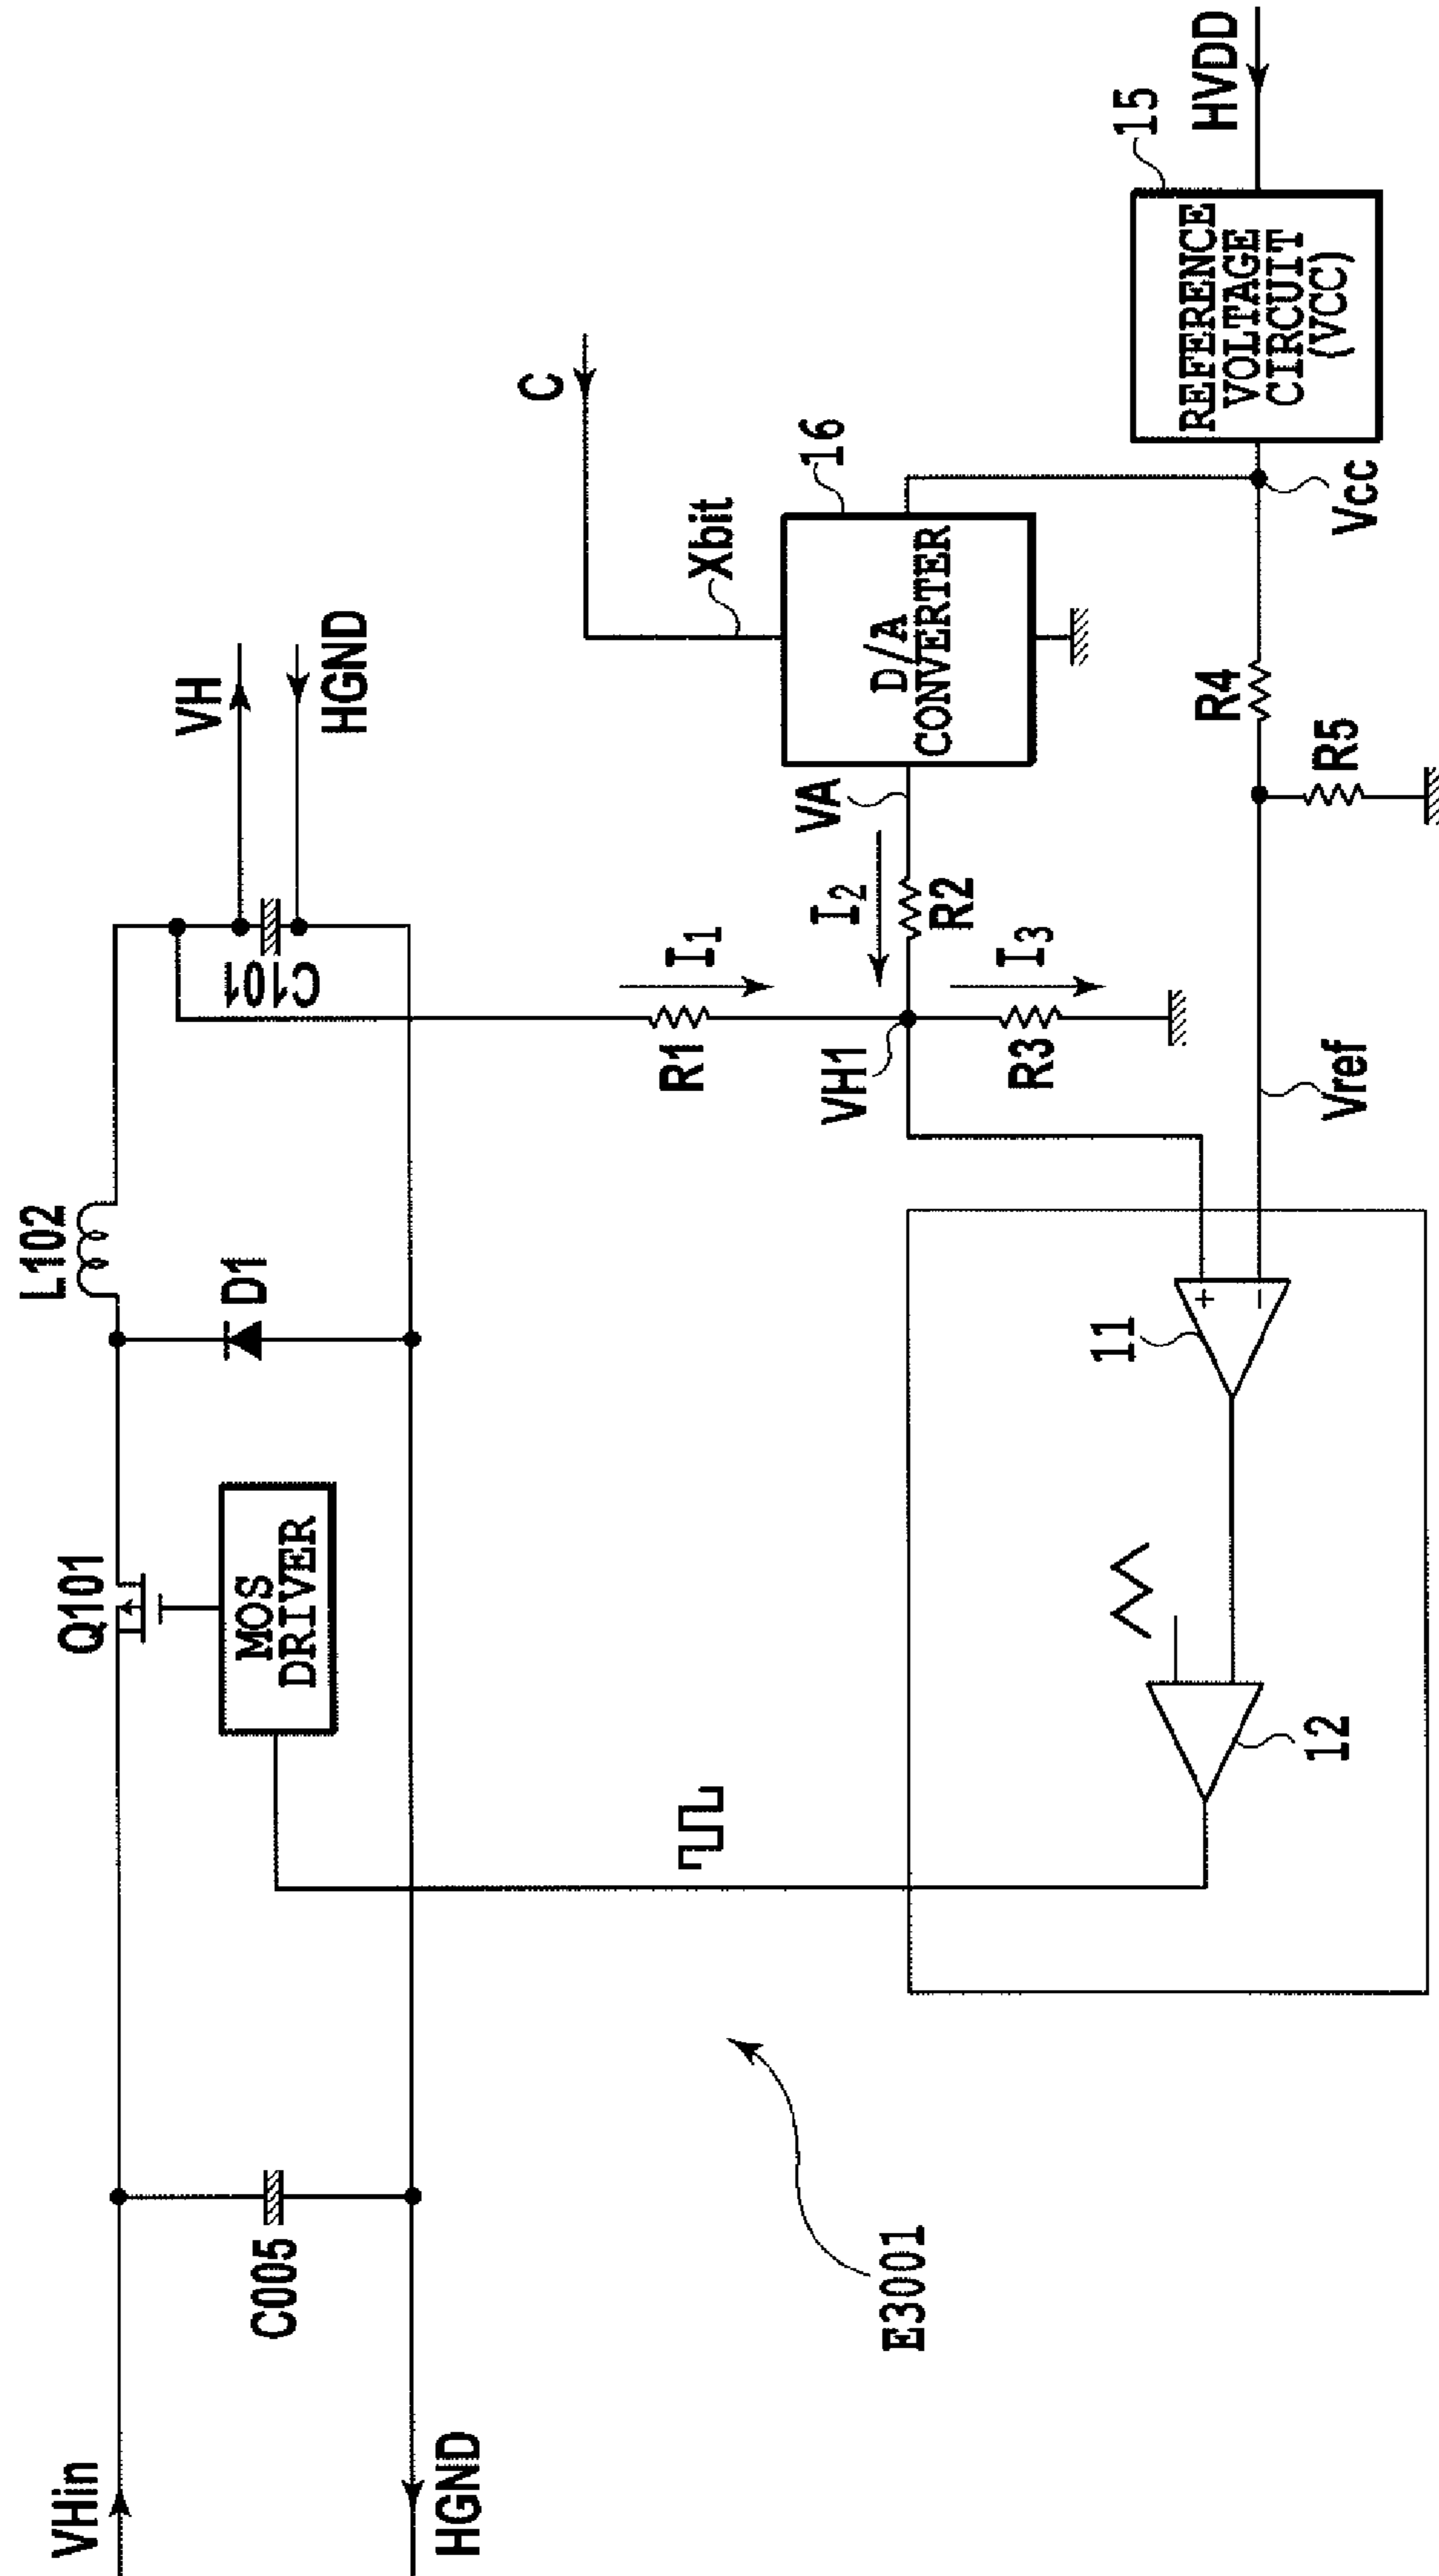 VHin
HGND
C005
E3001
Q101
MOS
DRIVER
L102
D1
C101
VH
HGND
R1
I1
VH1
I2
R2
VA
R3
I3
C
Xbit
16
D/A
CONVERTER
11
+
−
12
Vref
R4
R5
Vcc
15
REFERENCE
VOLTAGE
CIRCUIT
(VCC)
HVDD